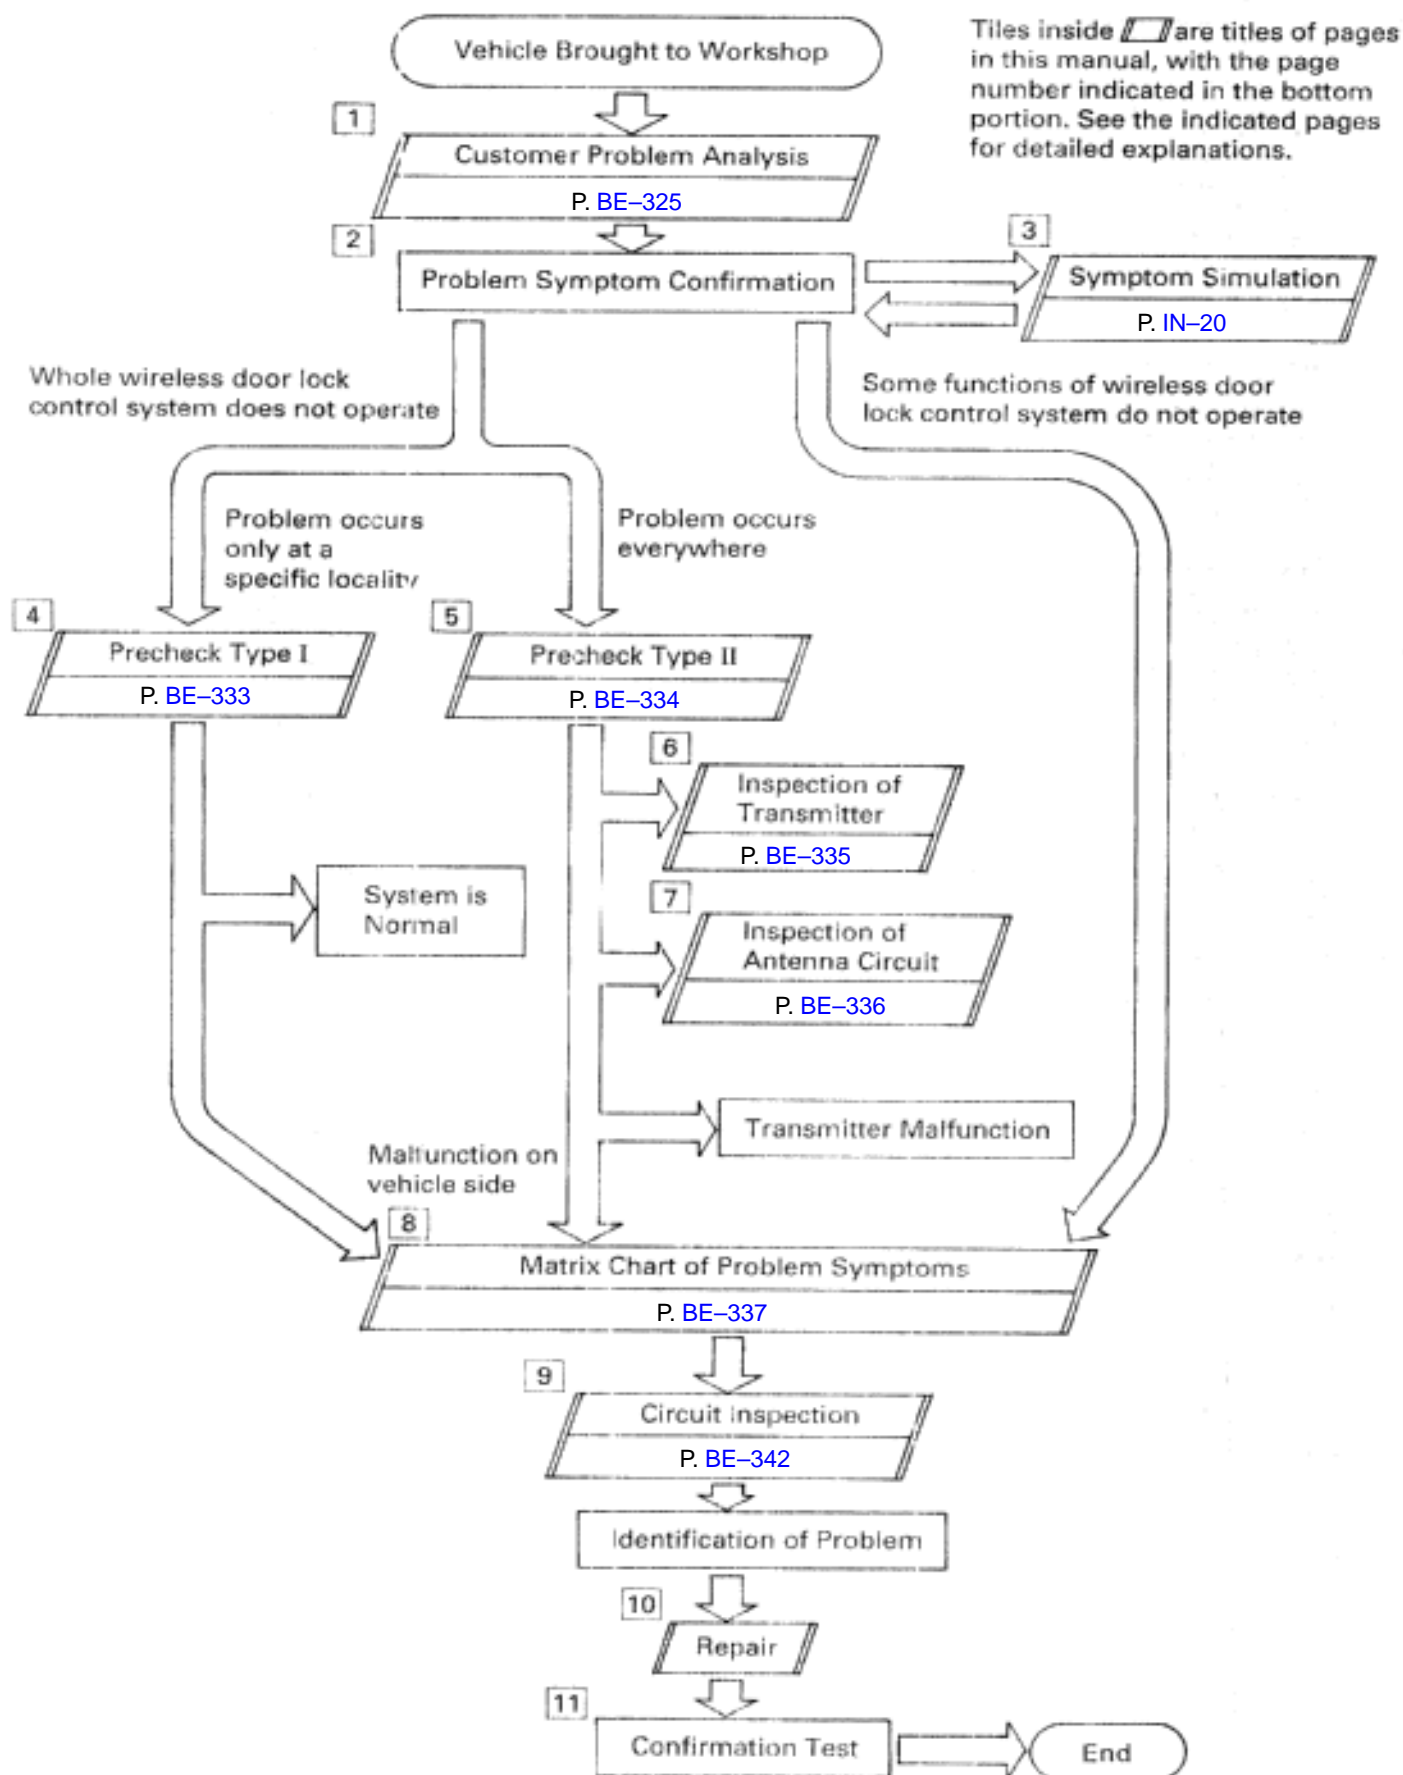 Vehicle Brought to Workshop
Tiles inside are titles of pages
in this manual, with the page
number indicated in the bottom
portion. See the indicated pages
for detailed explanations.
1
Customer Problem Analysis
P. BE–325
2
Problem Symptom Confirmation
3
Symptom Simulation
P. IN–20
Whole wireless door lock
control system does not operate
Some functions of wireless door
lock control system do not operate
Problem occurs
only at a
specific locality
Problem occurs
everywhere
4
Precheck Type I
P. BE–333
5
Precheck Type II
P. BE–334
6
Inspection of
Transmitter
P. BE–335
System is
Normal
7
Inspection of
Antenna Circuit
P. BE–336
Transmitter Malfunction
Malfunction on
vehicle side
8
Matrix Chart of Problem Symptoms
P. BE–337
9
Circuit Inspection
P. BE–342
Identification of Problem
10
Repair
11
Confirmation Test
End